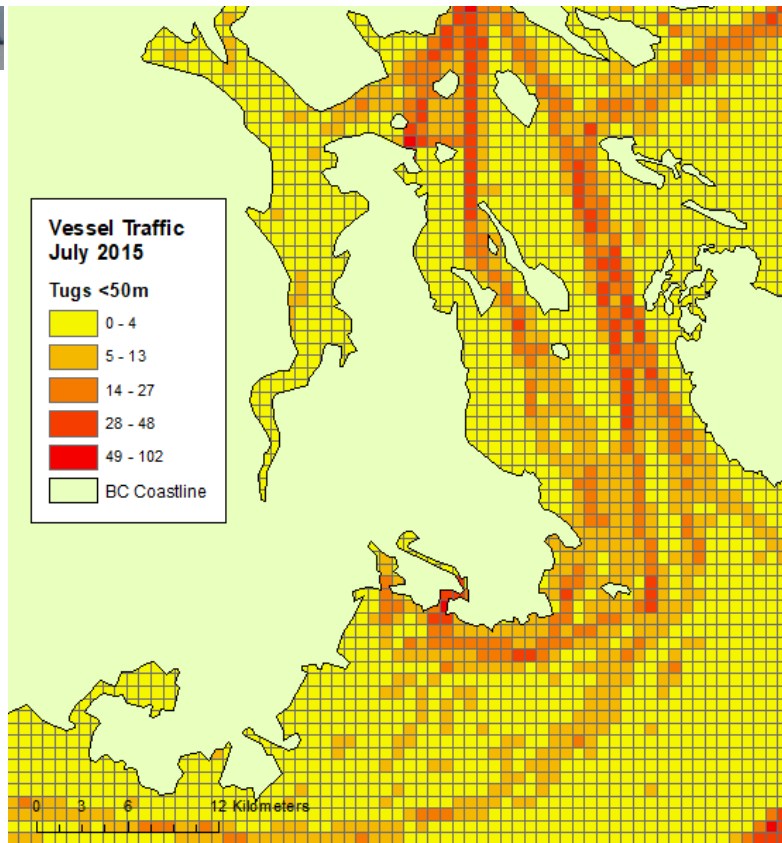 Vessel Traffic
July 2015
Tugs <50m
0 - 4
5 - 13
14 - 27
28 - 48
49 - 102
BC Coastline
0 3 6 12 Kilometers